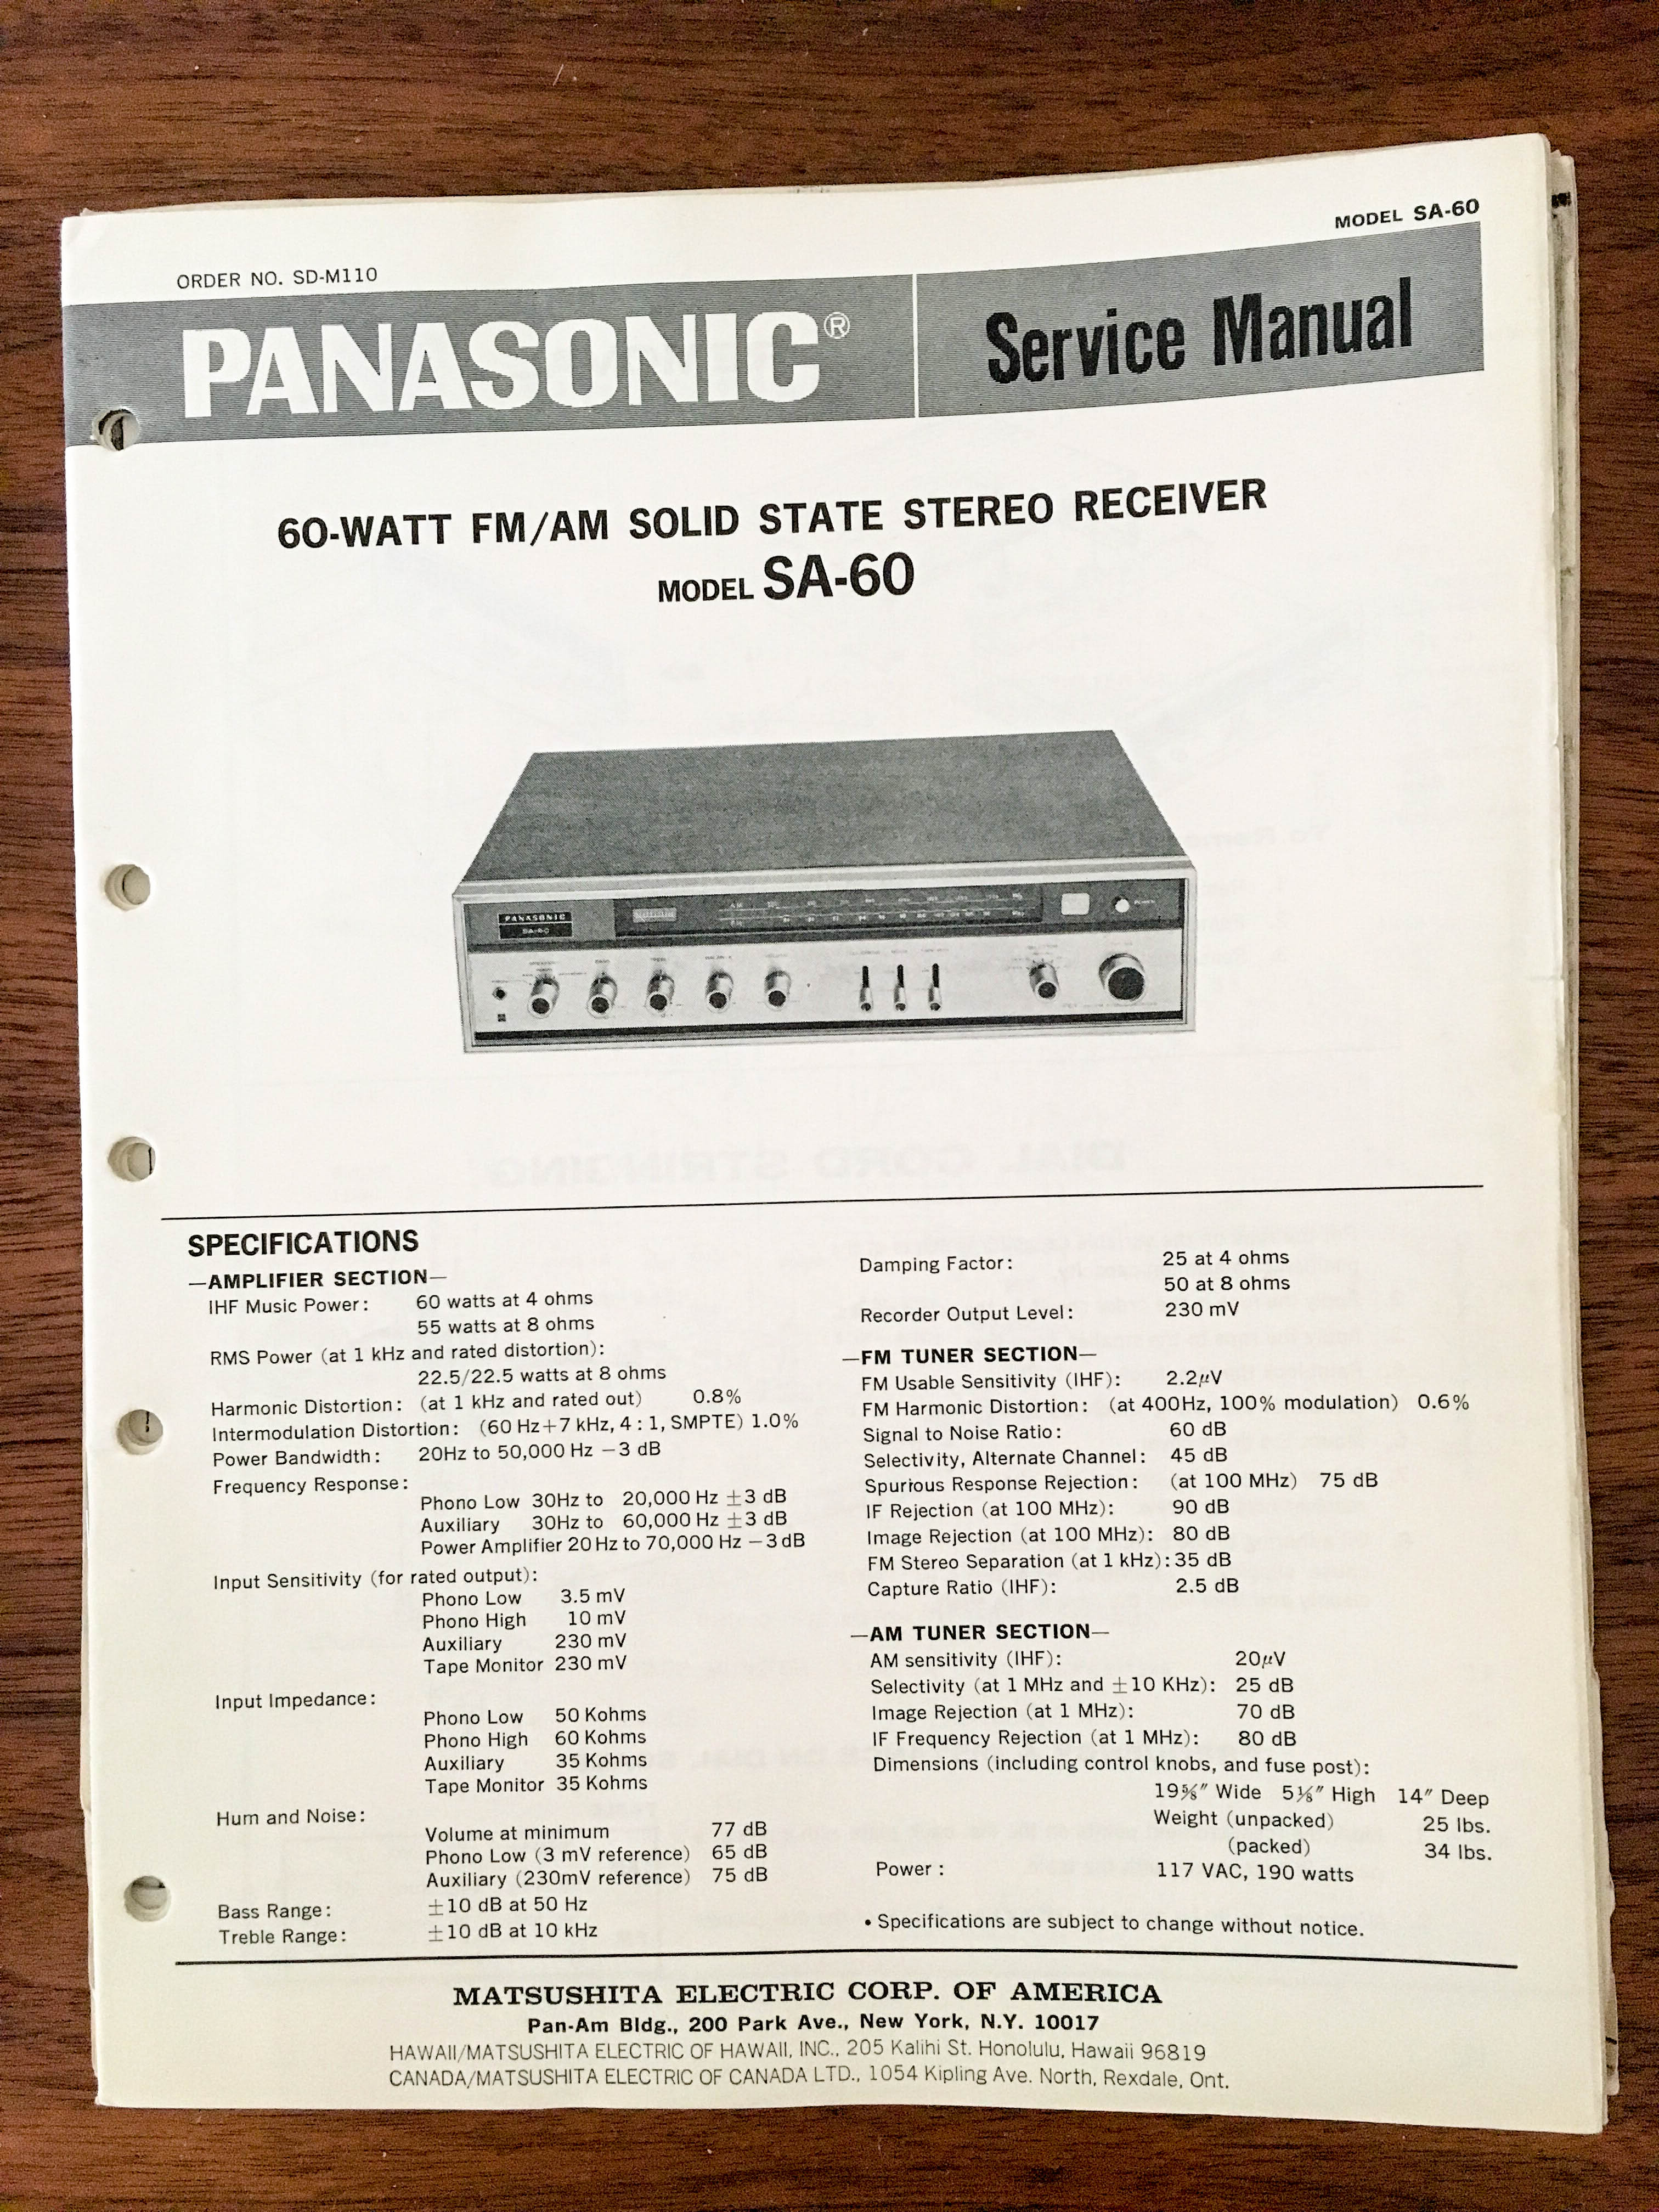 MODEL SA-60
ORDER NO. SD-M110
PANASONIC®
Service Manual
60-WATT FM/AM SOLID STATE STEREO RECEIVER
MODEL SA-60
PANASONIC
SA-60
SPECIFICATIONS
—AMPLIFIER SECTION—
IHF Music Power: 60 watts at 4 ohms
55 watts at 8 ohms
RMS Power (at 1 kHz and rated distortion):
22.5/22.5 watts at 8 ohms
Harmonic Distortion: (at 1 kHz and rated out) 0.8%
Intermodulation Distortion: (60 Hz+7 kHz, 4 : 1, SMPTE) 1.0%
Power Bandwidth: 20Hz to 50,000 Hz −3 dB
Frequency Response:
Phono Low 30Hz to 20,000 Hz ±3 dB
Auxiliary 30Hz to 60,000 Hz ±3 dB
Power Amplifier 20 Hz to 70,000 Hz −3 dB
Input Sensitivity (for rated output):
Phono Low 3.5 mV
Phono High 10 mV
Auxiliary 230 mV
Tape Monitor 230 mV
Input Impedance:
Phono Low 50 Kohms
Phono High 60 Kohms
Auxiliary 35 Kohms
Tape Monitor 35 Kohms
Hum and Noise:
Volume at minimum 77 dB
Phono Low (3 mV reference) 65 dB
Auxiliary (230mV reference) 75 dB
Bass Range: ±10 dB at 50 Hz
Treble Range: ±10 dB at 10 kHz
Damping Factor: 25 at 4 ohms
50 at 8 ohms
Recorder Output Level: 230 mV
—FM TUNER SECTION—
FM Usable Sensitivity (IHF): 2.2µV
FM Harmonic Distortion: (at 400Hz, 100% modulation) 0.6%
Signal to Noise Ratio: 60 dB
Selectivity, Alternate Channel: 45 dB
Spurious Response Rejection: (at 100 MHz) 75 dB
IF Rejection (at 100 MHz): 90 dB
Image Rejection (at 100 MHz): 80 dB
FM Stereo Separation (at 1 kHz): 35 dB
Capture Ratio (IHF): 2.5 dB
—AM TUNER SECTION—
AM sensitivity (IHF): 20µV
Selectivity (at 1 MHz and ±10 KHz): 25 dB
Image Rejection (at 1 MHz): 70 dB
IF Frequency Rejection (at 1 MHz): 80 dB
Dimensions (including control knobs, and fuse post):
19⅝″ Wide 5⅛″ High 14″ Deep
Weight (unpacked) 25 lbs.
(packed) 34 lbs.
Power : 117 VAC, 190 watts
• Specifications are subject to change without notice.
MATSUSHITA ELECTRIC CORP. OF AMERICA
Pan-Am Bldg., 200 Park Ave., New York, N.Y. 10017
HAWAII/MATSUSHITA ELECTRIC OF HAWAII, INC., 205 Kalihi St. Honolulu, Hawaii 96819
CANADA/MATSUSHITA ELECTRIC OF CANADA LTD., 1054 Kipling Ave. North, Rexdale, Ont.